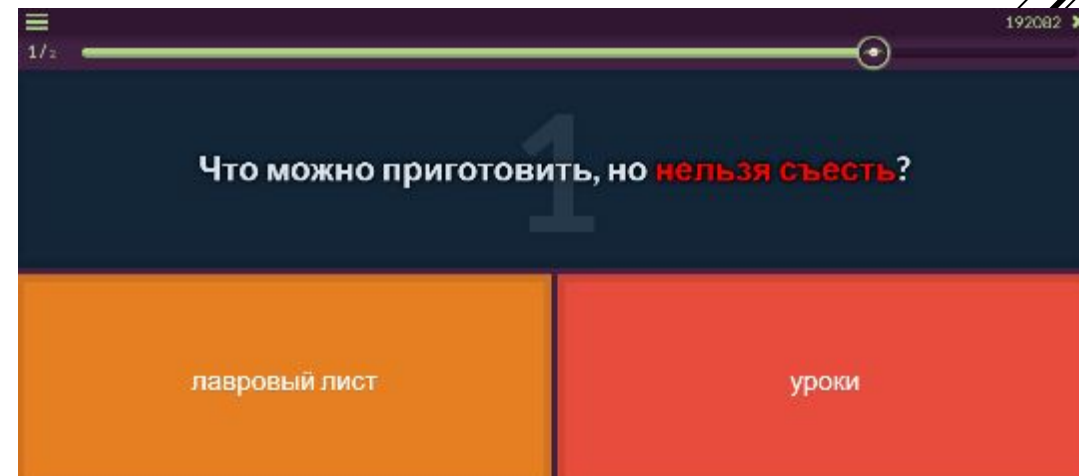 192082
1/2
1
Что можно приготовить, но нельзя съесть?
лавровый лист
уроки